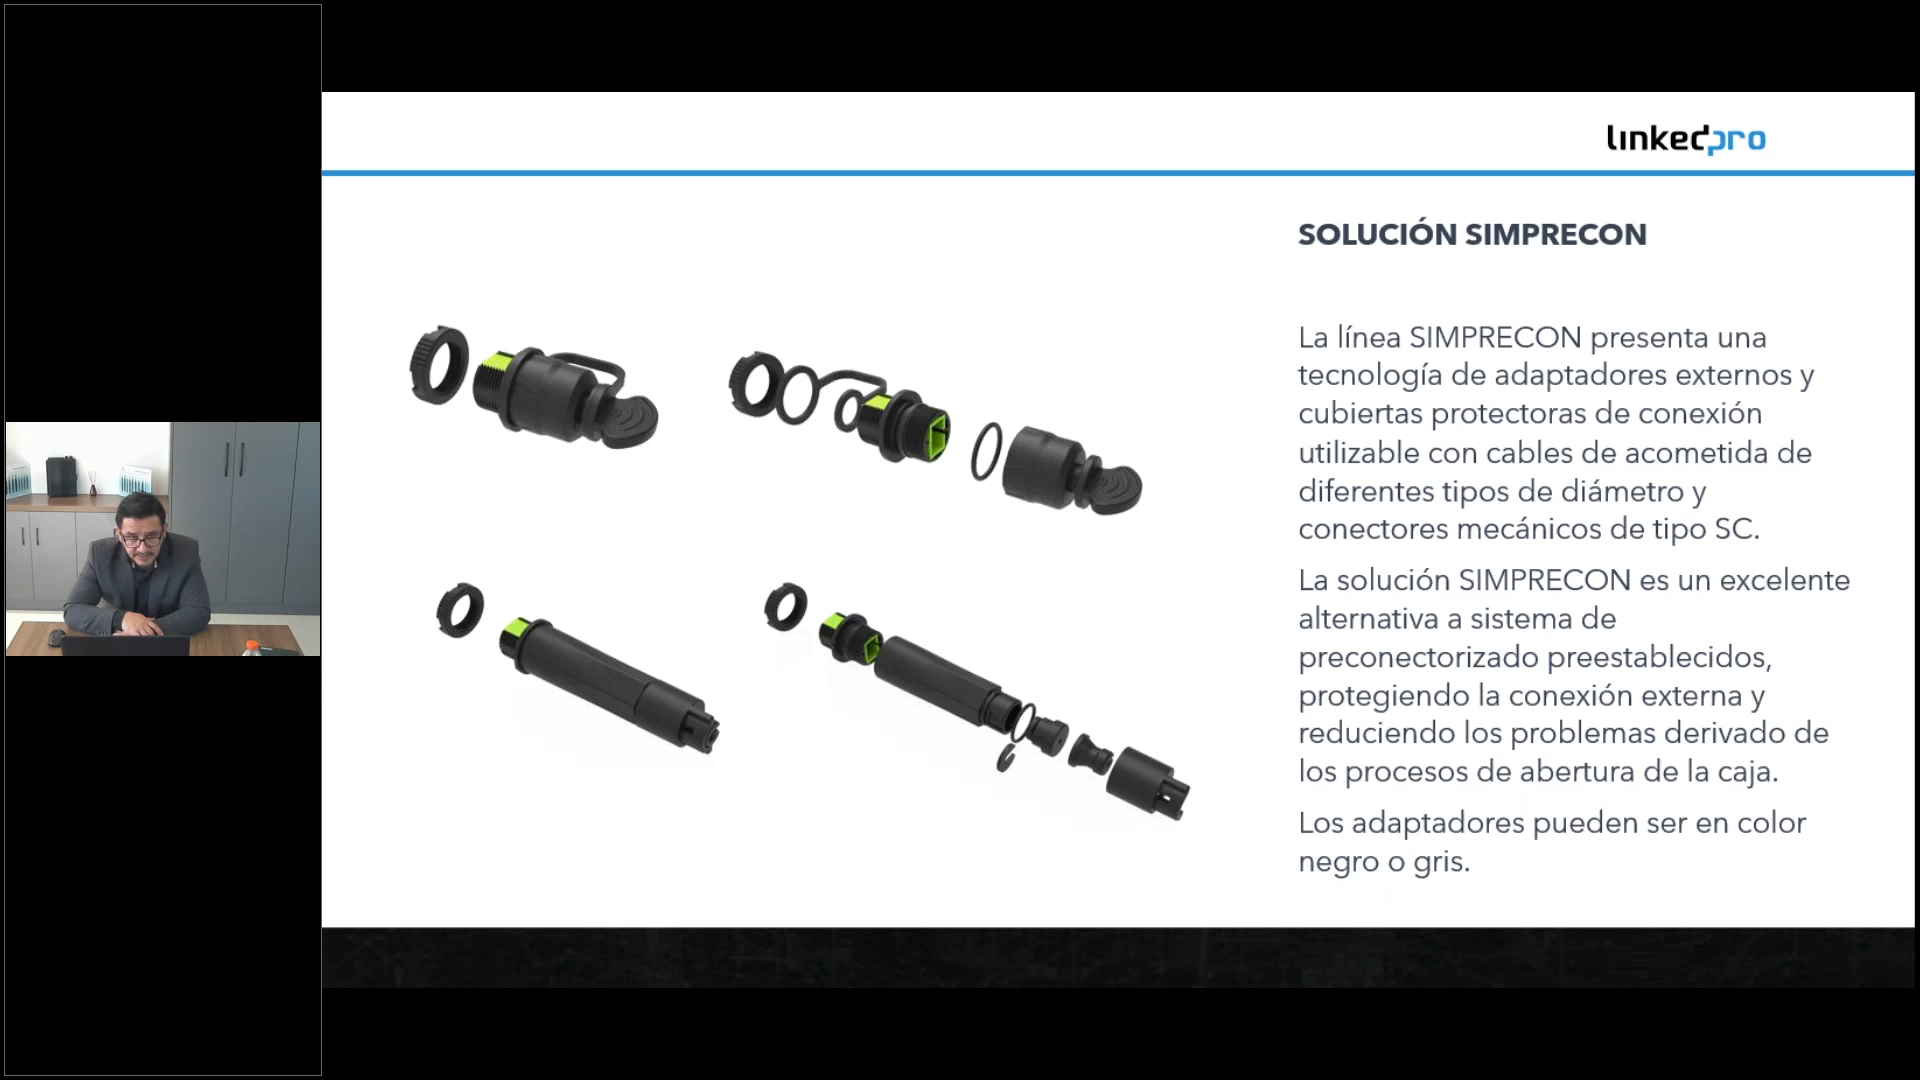 linkedpro
SOLUCIÓN SIMPRECON
La línea SIMPRECON presenta una
tecnología de adaptadores externos y
cubiertas protectoras de conexión
utilizable con cables de acometida de
diferentes tipos de diámetro y
conectores mecánicos de tipo SC.
La solución SIMPRECON es un excelente
alternativa a sistema de
preconectorizado preestablecidos,
protegiendo la conexión externa y
reduciendo los problemas derivado de
los procesos de abertura de la caja.
Los adaptadores pueden ser en color
negro o gris.